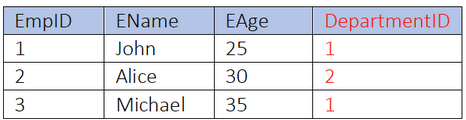 EmpID EName EAge DepartmentID
1 John 25 1
2 Alice 30 2
3 Michael 35 1